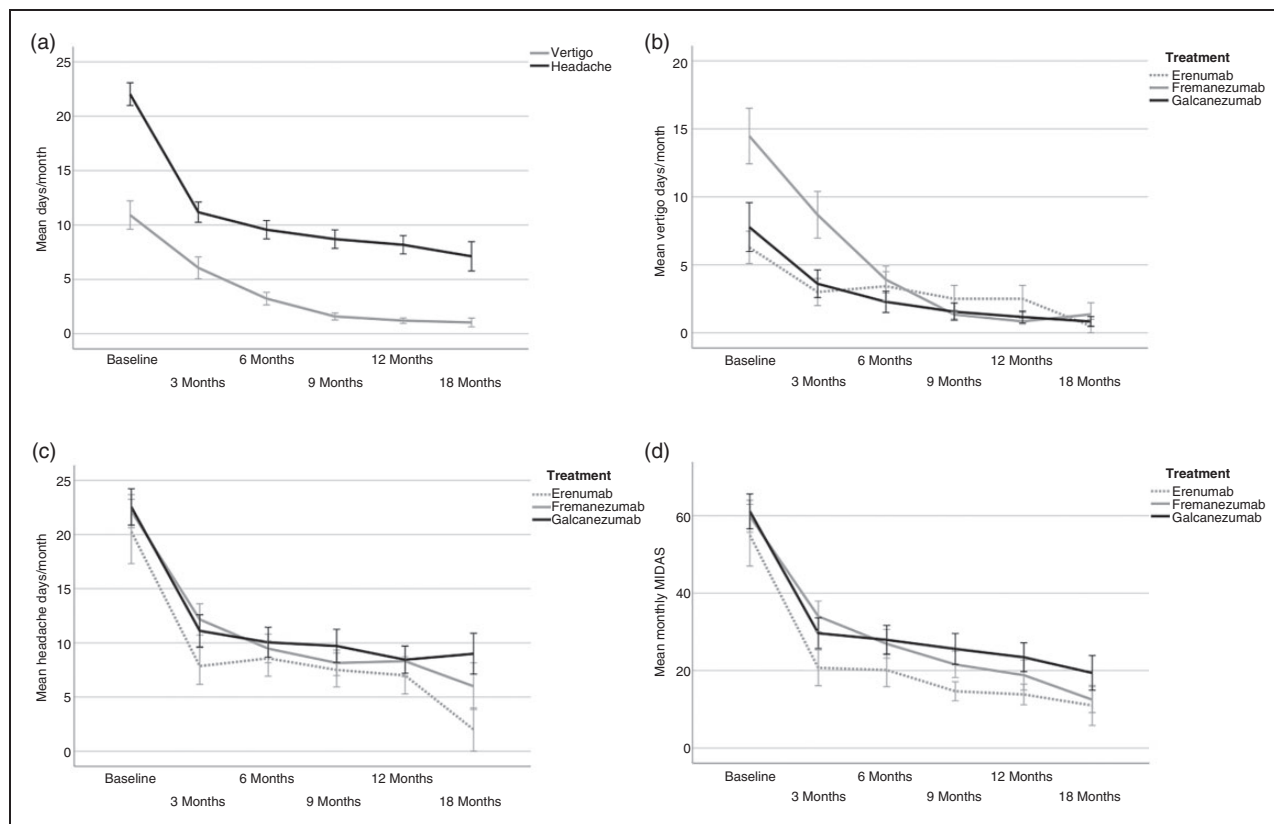 (a)
Vertigo
Headache
Mean days/month
25
20
15
10
5
0
Baseline
3 Months
6 Months
9 Months
12 Months
18 Months
(b)
Treatment
Erenumab
Fremanezumab
Galcanezumab
Mean vertigo days/month
20
15
10
5
0
Baseline
3 Months
6 Months
9 Months
12 Months
18 Months
(c)
Treatment
Erenumab
Fremanezumab
Galcanezumab
Mean headache days/month
25
20
15
10
5
0
Baseline
3 Months
6 Months
9 Months
12 Months
18 Months
(d)
Treatment
Erenumab
Fremanezumab
Galcanezumab
Mean monthly MIDAS
60
40
20
0
Baseline
3 Months
6 Months
9 Months
12 Months
18 Months